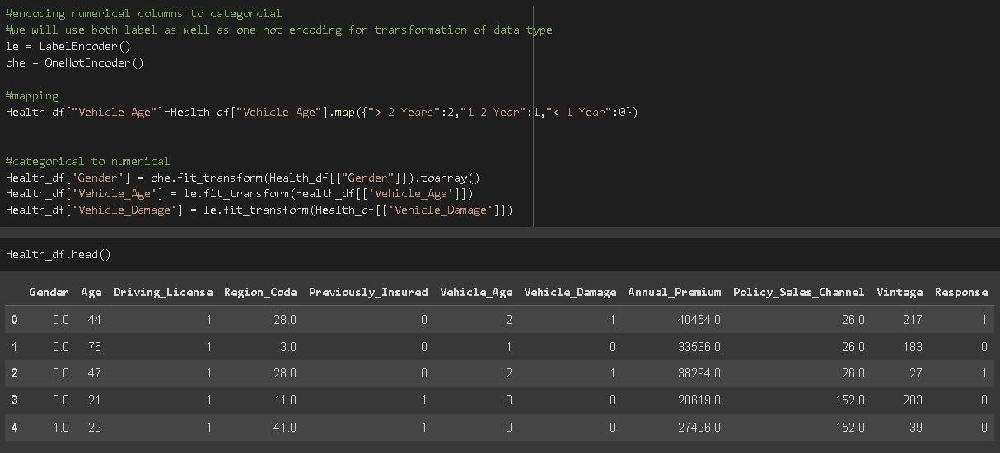 #encoding numerical columns to categorcial
#we will use both label as well as one hot encoding for transformation of data type
le = LabelEncoder()
ohe = OneHotEncoder()
#mapping
Health_df["Vehicle_Age"]=Health_df["Vehicle_Age"].map({"> 2 Years":2,"1-2 Year":1,"< 1 Year":0})
#categorical to numerical
Health_df['Gender'] = ohe.fit_transform(Health_df[["Gender"]]).toarray()
Health_df['Vehicle_Age'] = le.fit_transform(Health_df[['Vehicle_Age']])
Health_df['Vehicle_Damage'] = le.fit_transform(Health_df[['Vehicle_Damage']])
Health_df.head()
Gender Age Driving_License Region_Code Previously_Insured Vehicle_Age Vehicle_Damage Annual_Premium Policy_Sales_Channel Vintage Response
0 0.0 44 1 28.0 0 2 1 40454.0 26.0 217 1
1 0.0 76 1 3.0 0 1 0 33536.0 26.0 183 0
2 0.0 47 1 28.0 0 2 1 38294.0 26.0 27 1
3 0.0 21 1 11.0 1 0 0 28619.0 152.0 203 0
4 1.0 29 1 41.0 1 0 0 27496.0 152.0 39 0